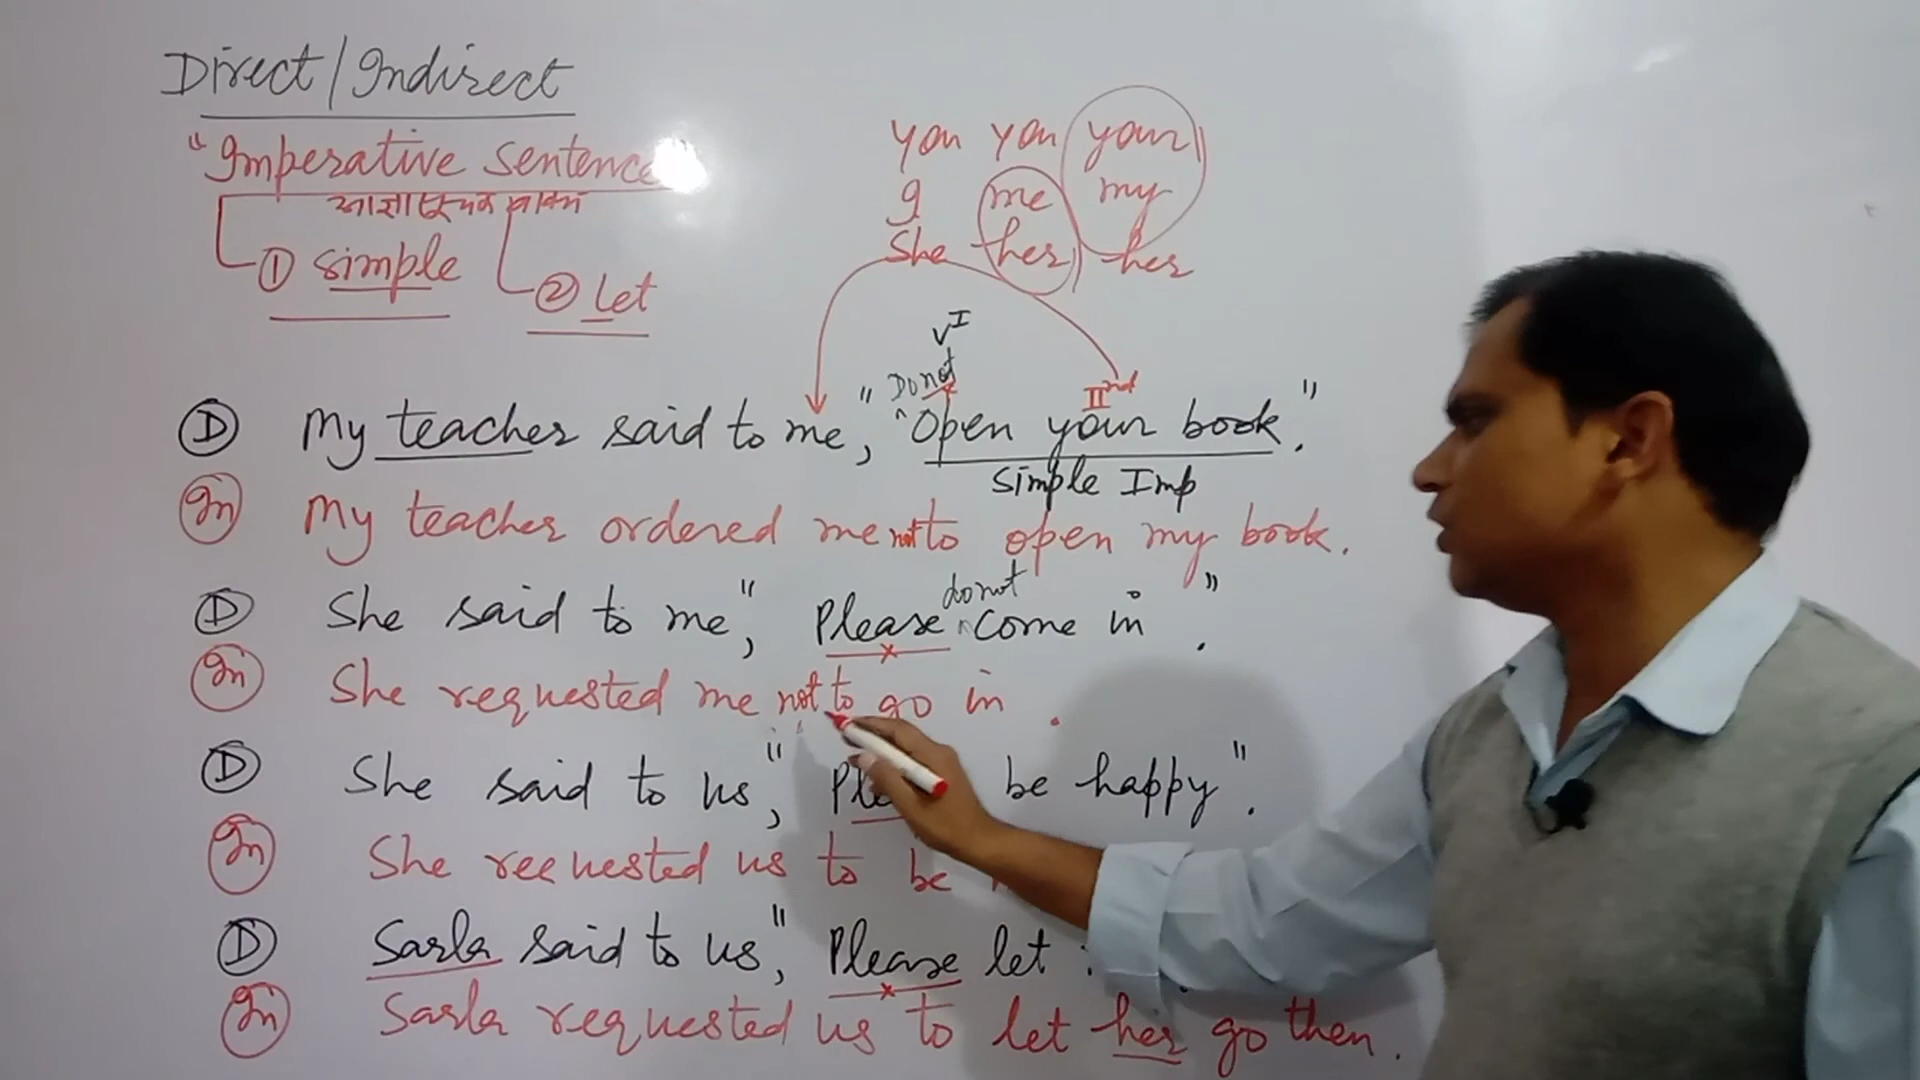 Direct/Indirect
"Imperative Sentence"
आज्ञासूचक वाक्य
① simple
② Let
you you your
I me my
She her her
V I
Do not
II nd
Ⓓ My teacher said to me, "Open your book."
Simple Imp
In My teacher ordered me not to open my book.
do not
Ⓓ She said to me, "Please come in".
In She requested me not to go in.
Ⓓ She said to us, " be happy".
In She requested us to be
Ⓓ Sarla said to us, "Please let
In Sarla requested us to let her go then.